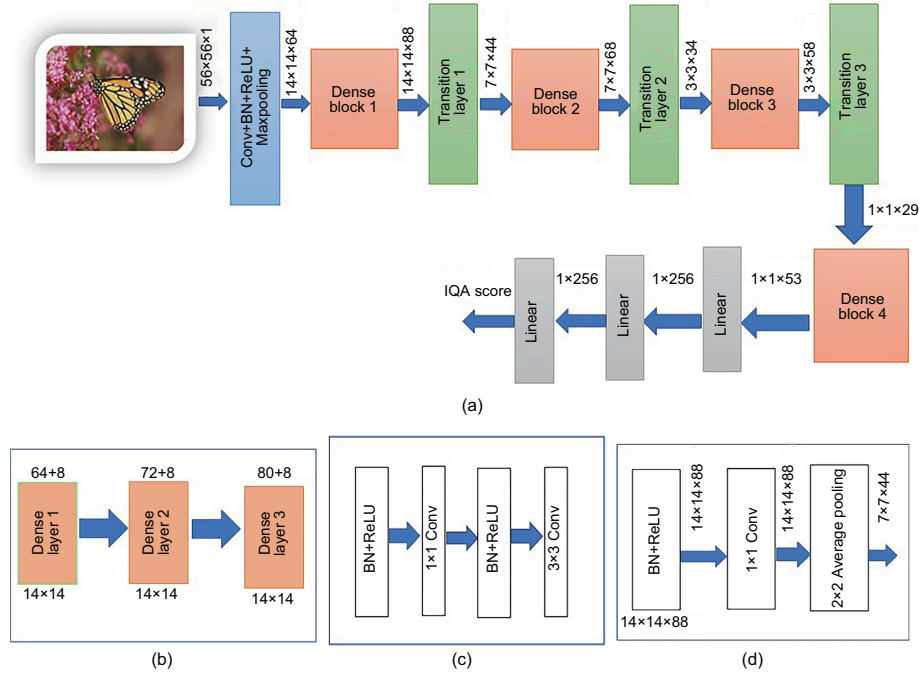 56×56×1
Conv+BN+ReLU+
Maxpooling
14×14×64
Dense
block 1
14×14×88
Transition
layer 1
7×7×44
Dense
block 2
7×7×68
Transition
layer 2
3×3×34
Dense
block 3
3×3×58
Transition
layer 3
1×1×29
Dense
block 4
1×1×53
Linear
1×256
Linear
1×256
Linear
IQA score
(a)
64+8
Dense
layer 1
14×14
72+8
Dense
layer 2
14×14
80+8
Dense
layer 3
14×14
(b)
BN+ReLU
1×1 Conv
BN+ReLU
3×3 Conv
(c)
BN+ReLU
14×14×88
14×14×88
1×1 Conv
14×14×88
2×2 Average pooling
7×7×44
(d)